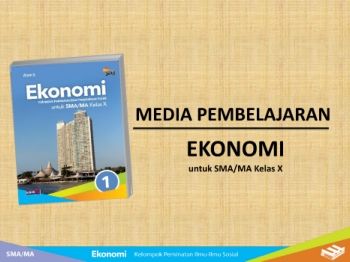 Ekonomi
untuk SMA/MA Kelas X
1
MEDIA PEMBELAJARAN
EKONOMI
untuk SMA/MA Kelas X
SMA/MA
Ekonomi
Kelompok Peminatan Ilmu-Ilmu Sosial